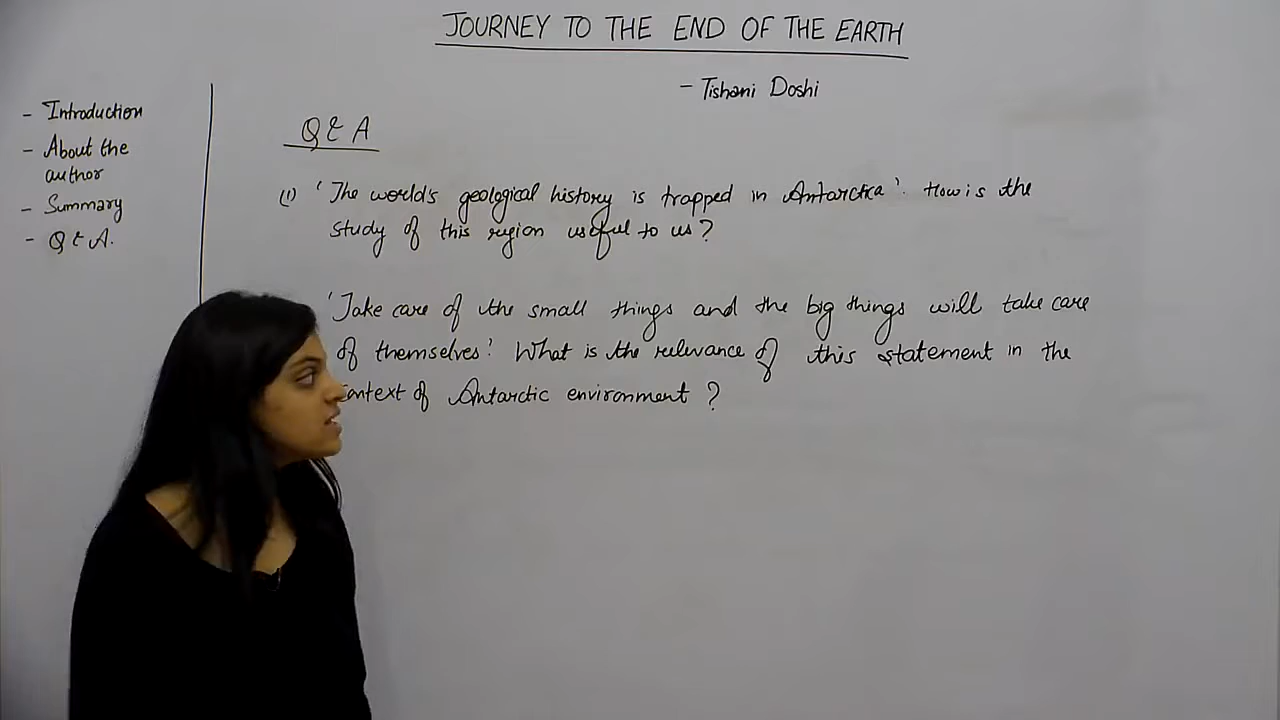 JOURNEY TO THE END OF THE EARTH
- Tishani Doshi
- Introduction
- About the
author
- Summary
- Q & A.
Q & A
(1) 'The world's geological history is trapped in Antarctica'. How is the
study of this region useful to us?
'Take care of the small things and the big things will take care
of themselves.' What is the relevance of this statement in the
context of Antarctic environment?